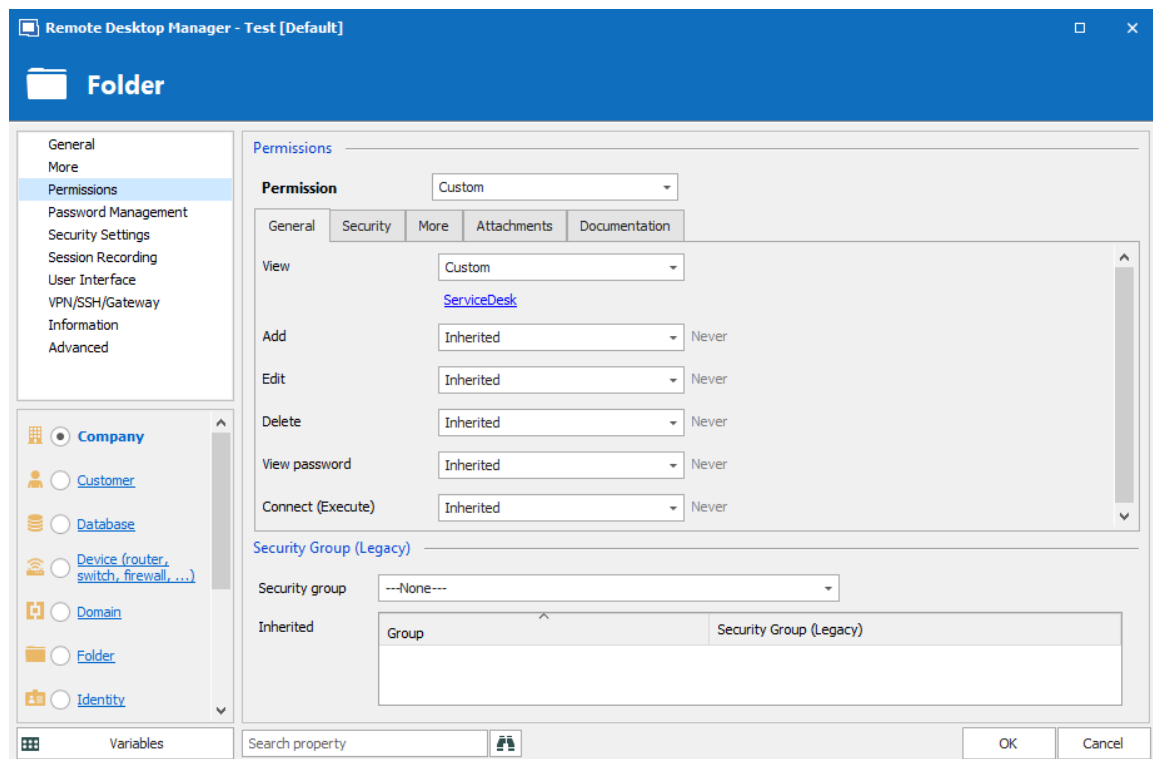 Remote Desktop Manager - Test [Default]
Folder
General
More
Permissions
Password Management
Security Settings
Session Recording
User Interface
VPN/SSH/Gateway
Information
Advanced
Company
Customer
Database
Device (router,
switch, firewall, ...)
Domain
Folder
Identity
Variables
Permissions
Permission Custom
General Security More Attachments Documentation
View Custom
ServiceDesk
Add Inherited Never
Edit Inherited Never
Delete Inherited Never
View password Inherited Never
Connect (Execute) Inherited Never
Security Group (Legacy)
Security group ---None---
Inherited Group Security Group (Legacy)
Search property
OK Cancel